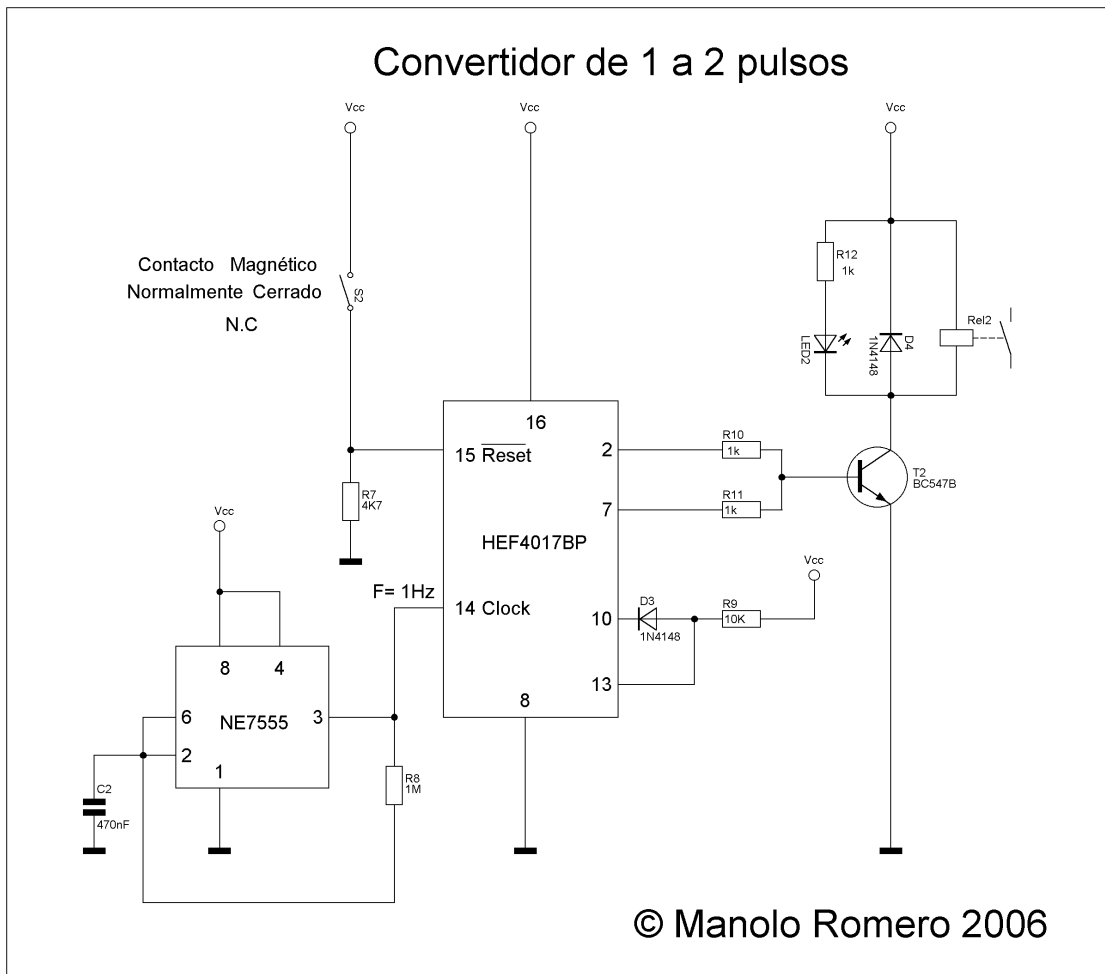 Convertidor de 1 a 2 pulsos
Vcc
Vcc
Vcc
Contacto Magnético
Normalmente Cerrado
N.C
S2
R12
1k
LED2
D4
1N4148
Rel2
16
15 Reset
2
7
HEF4017BP
14 Clock
10
13
8
R10
1k
R11
1k
T2
BC547B
R7
4K7
Vcc
F= 1Hz
D3
1N4148
R9
10K
Vcc
8
4
6
2
NE7555
3
1
C2
470nF
R8
1M
© Manolo Romero 2006